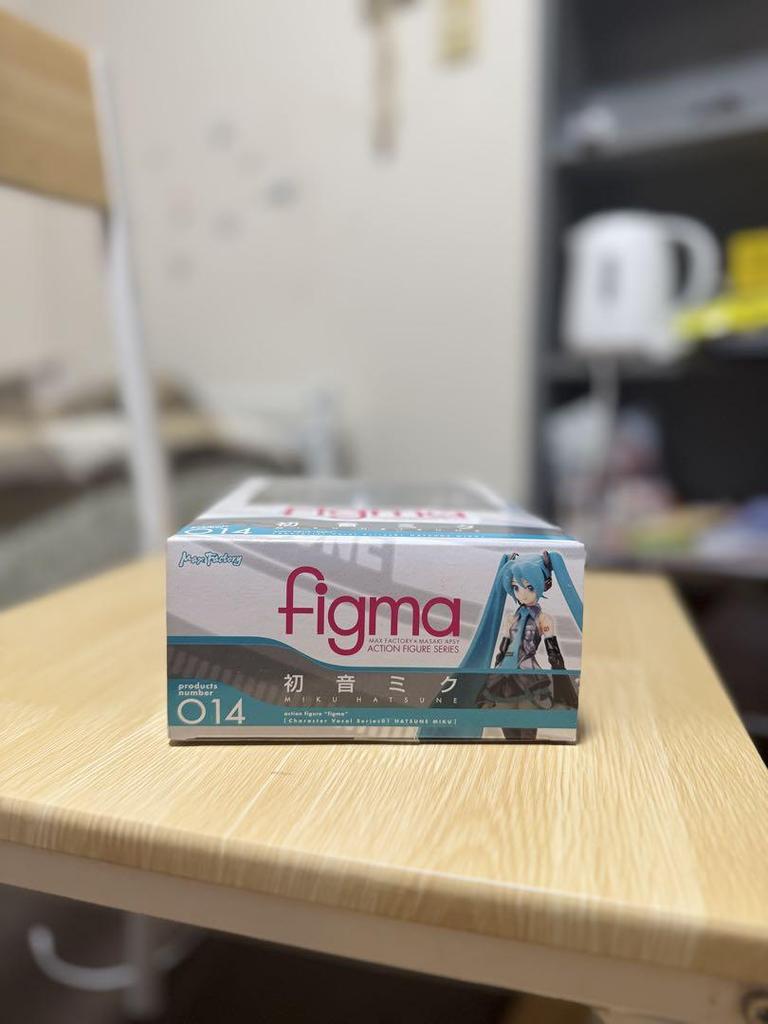 figma
014
初音ミク
Max Factory
figma
MAX FACTORY × MASAKI APSY
ACTION FIGURE SERIES
初音ミク
MIKU HATSUNE
products
number
014
action figure "figma"
[Character Vocal Series01 HATSUNE MIKU]